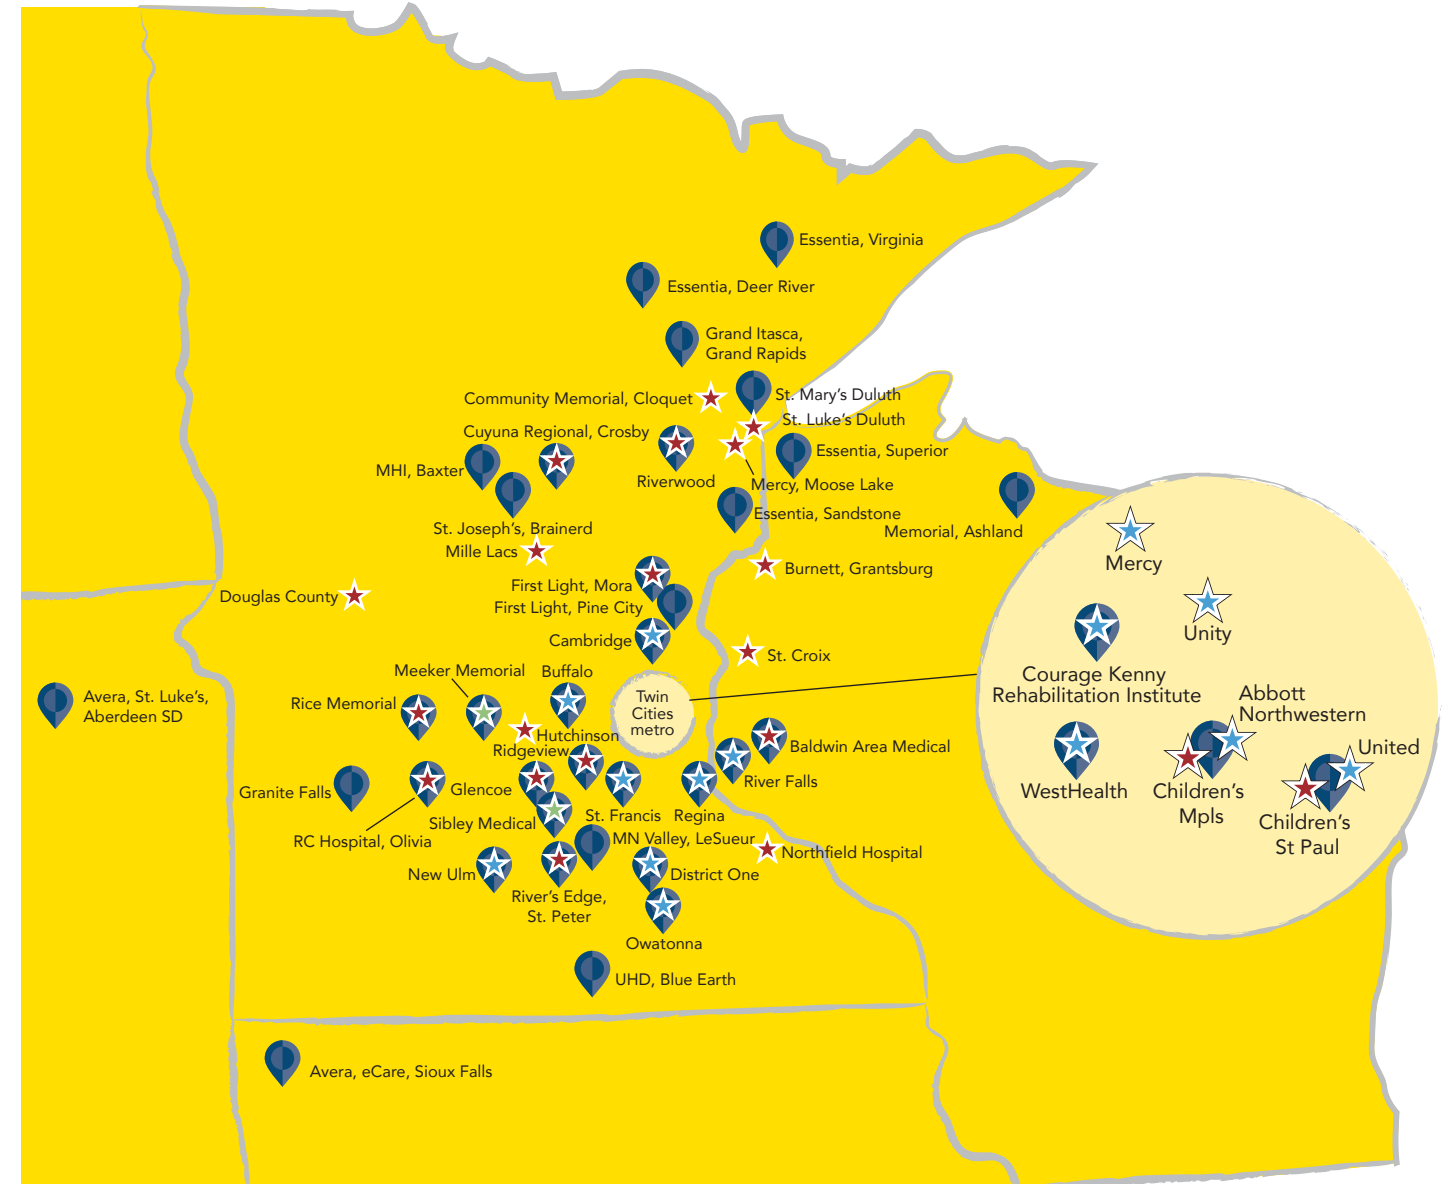 Essentia, Virginia
Essentia, Deer River
Grand Itasca,
Grand Rapids
Community Memorial, Cloquet
St. Mary's Duluth
St. Luke's Duluth
Cuyuna Regional, Crosby
Essentia, Superior
MHI, Baxter
Riverwood
Mercy, Moose Lake
Essentia, Sandstone
St. Joseph's, Brainerd
Memorial, Ashland
Mille Lacs
Burnett, Grantsburg
First Light, Mora
Douglas County
First Light, Pine City
Cambridge
St. Croix
Meeker Memorial
Buffalo
Avera, St. Luke's,
Aberdeen SD
Rice Memorial
Twin
Cities
metro
Hutchinson
Ridgeview
Baldwin Area Medical
River Falls
Granite Falls
Glencoe
St. Francis
Regina
Sibley Medical
RC Hospital, Olivia
MN Valley, LeSueur
Northfield Hospital
New Ulm
District One
River's Edge,
St. Peter
Owatonna
UHD, Blue Earth
Avera, eCare, Sioux Falls
Mercy
Unity
Courage Kenny
Rehabilitation Institute
Abbott
Northwestern
United
WestHealth
Children's
Mpls
Children's
St Paul